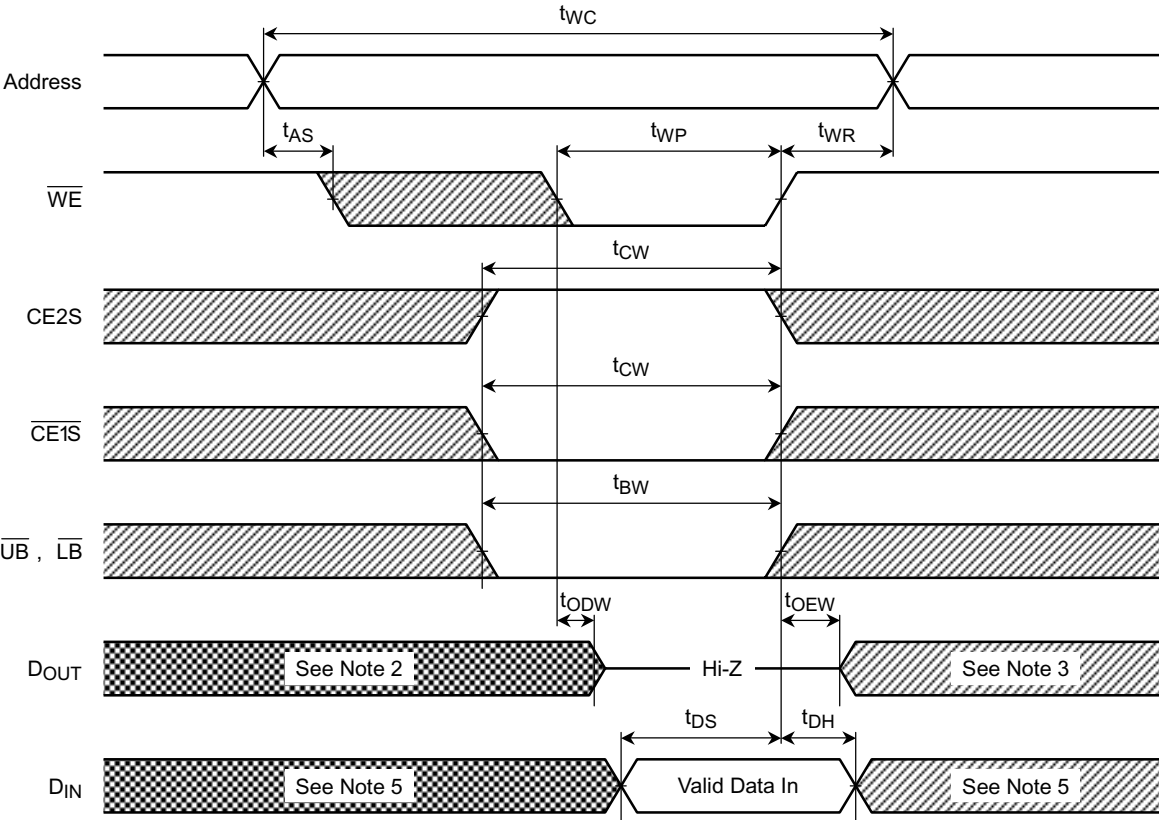 tWC
Address
tAS tWP tWR
WE
tCW
CE2S
tCW
CE1S
tBW
UB , LB
tODW tOEW
DOUT See Note 2 Hi-Z See Note 3
tDS tDH
DIN See Note 5 Valid Data In See Note 5